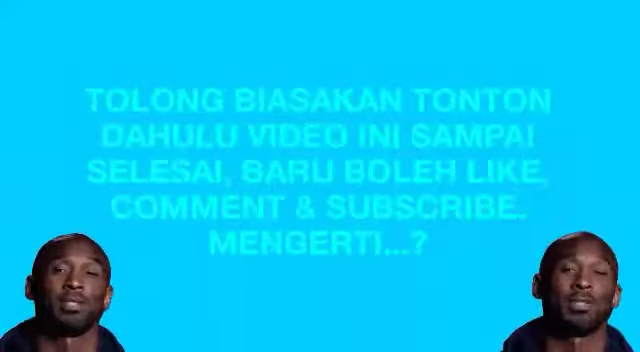 TOLONG BIASAKAN TONTON
DAHULU VIDEO INI SAMPAI
SELESAI, BARU BOLEH LIKE,
COMMENT & SUBSCRIBE.
MENGERTI...?